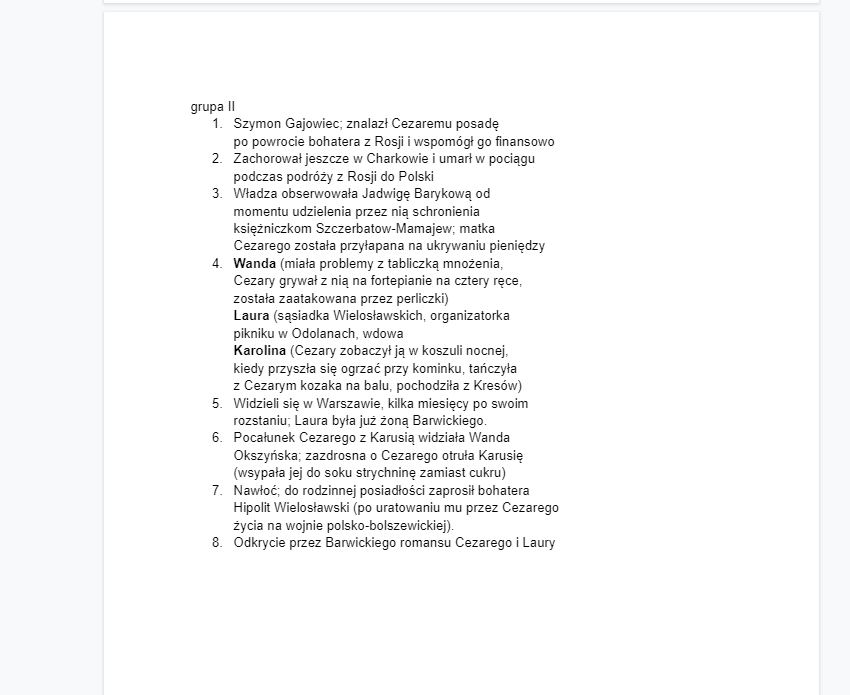 grupa II
1. Szymon Gajowiec; znalazł Cezaremu posadę
po powrocie bohatera z Rosji i wspomógł go finansowo
2. Zachorował jeszcze w Charkowie i umarł w pociągu
podczas podróży z Rosji do Polski
3. Władza obserwowała Jadwigę Barykową od
momentu udzielenia przez nią schronienia
księżniczkom Szczerbatow-Mamajew; matka
Cezarego została przyłapana na ukrywaniu pieniędzy
4. Wanda (miała problemy z tabliczką mnożenia,
Cezary grywał z nią na fortepianie na cztery ręce,
została zaatakowana przez perliczki)
Laura (sąsiadka Wielosławskich, organizatorka
pikniku w Odolanach, wdowa
Karolina (Cezary zobaczył ją w koszuli nocnej,
kiedy przyszła się ogrzać przy kominku, tańczyła
z Cezarym kozaka na balu, pochodziła z Kresów)
5. Widzieli się w Warszawie, kilka miesięcy po swoim
rozstaniu; Laura była już żoną Barwickiego.
6. Pocałunek Cezarego z Karusią widziała Wanda
Okszyńska; zazdrosna o Cezarego otruła Karusię
(wsypała jej do soku strychninę zamiast cukru)
7. Nawłoć; do rodzinnej posiadłości zaprosił bohatera
Hipolit Wielosławski (po uratowaniu mu przez Cezarego
życia na wojnie polsko-bolszewickiej).
8. Odkrycie przez Barwickiego romansu Cezarego i Laury